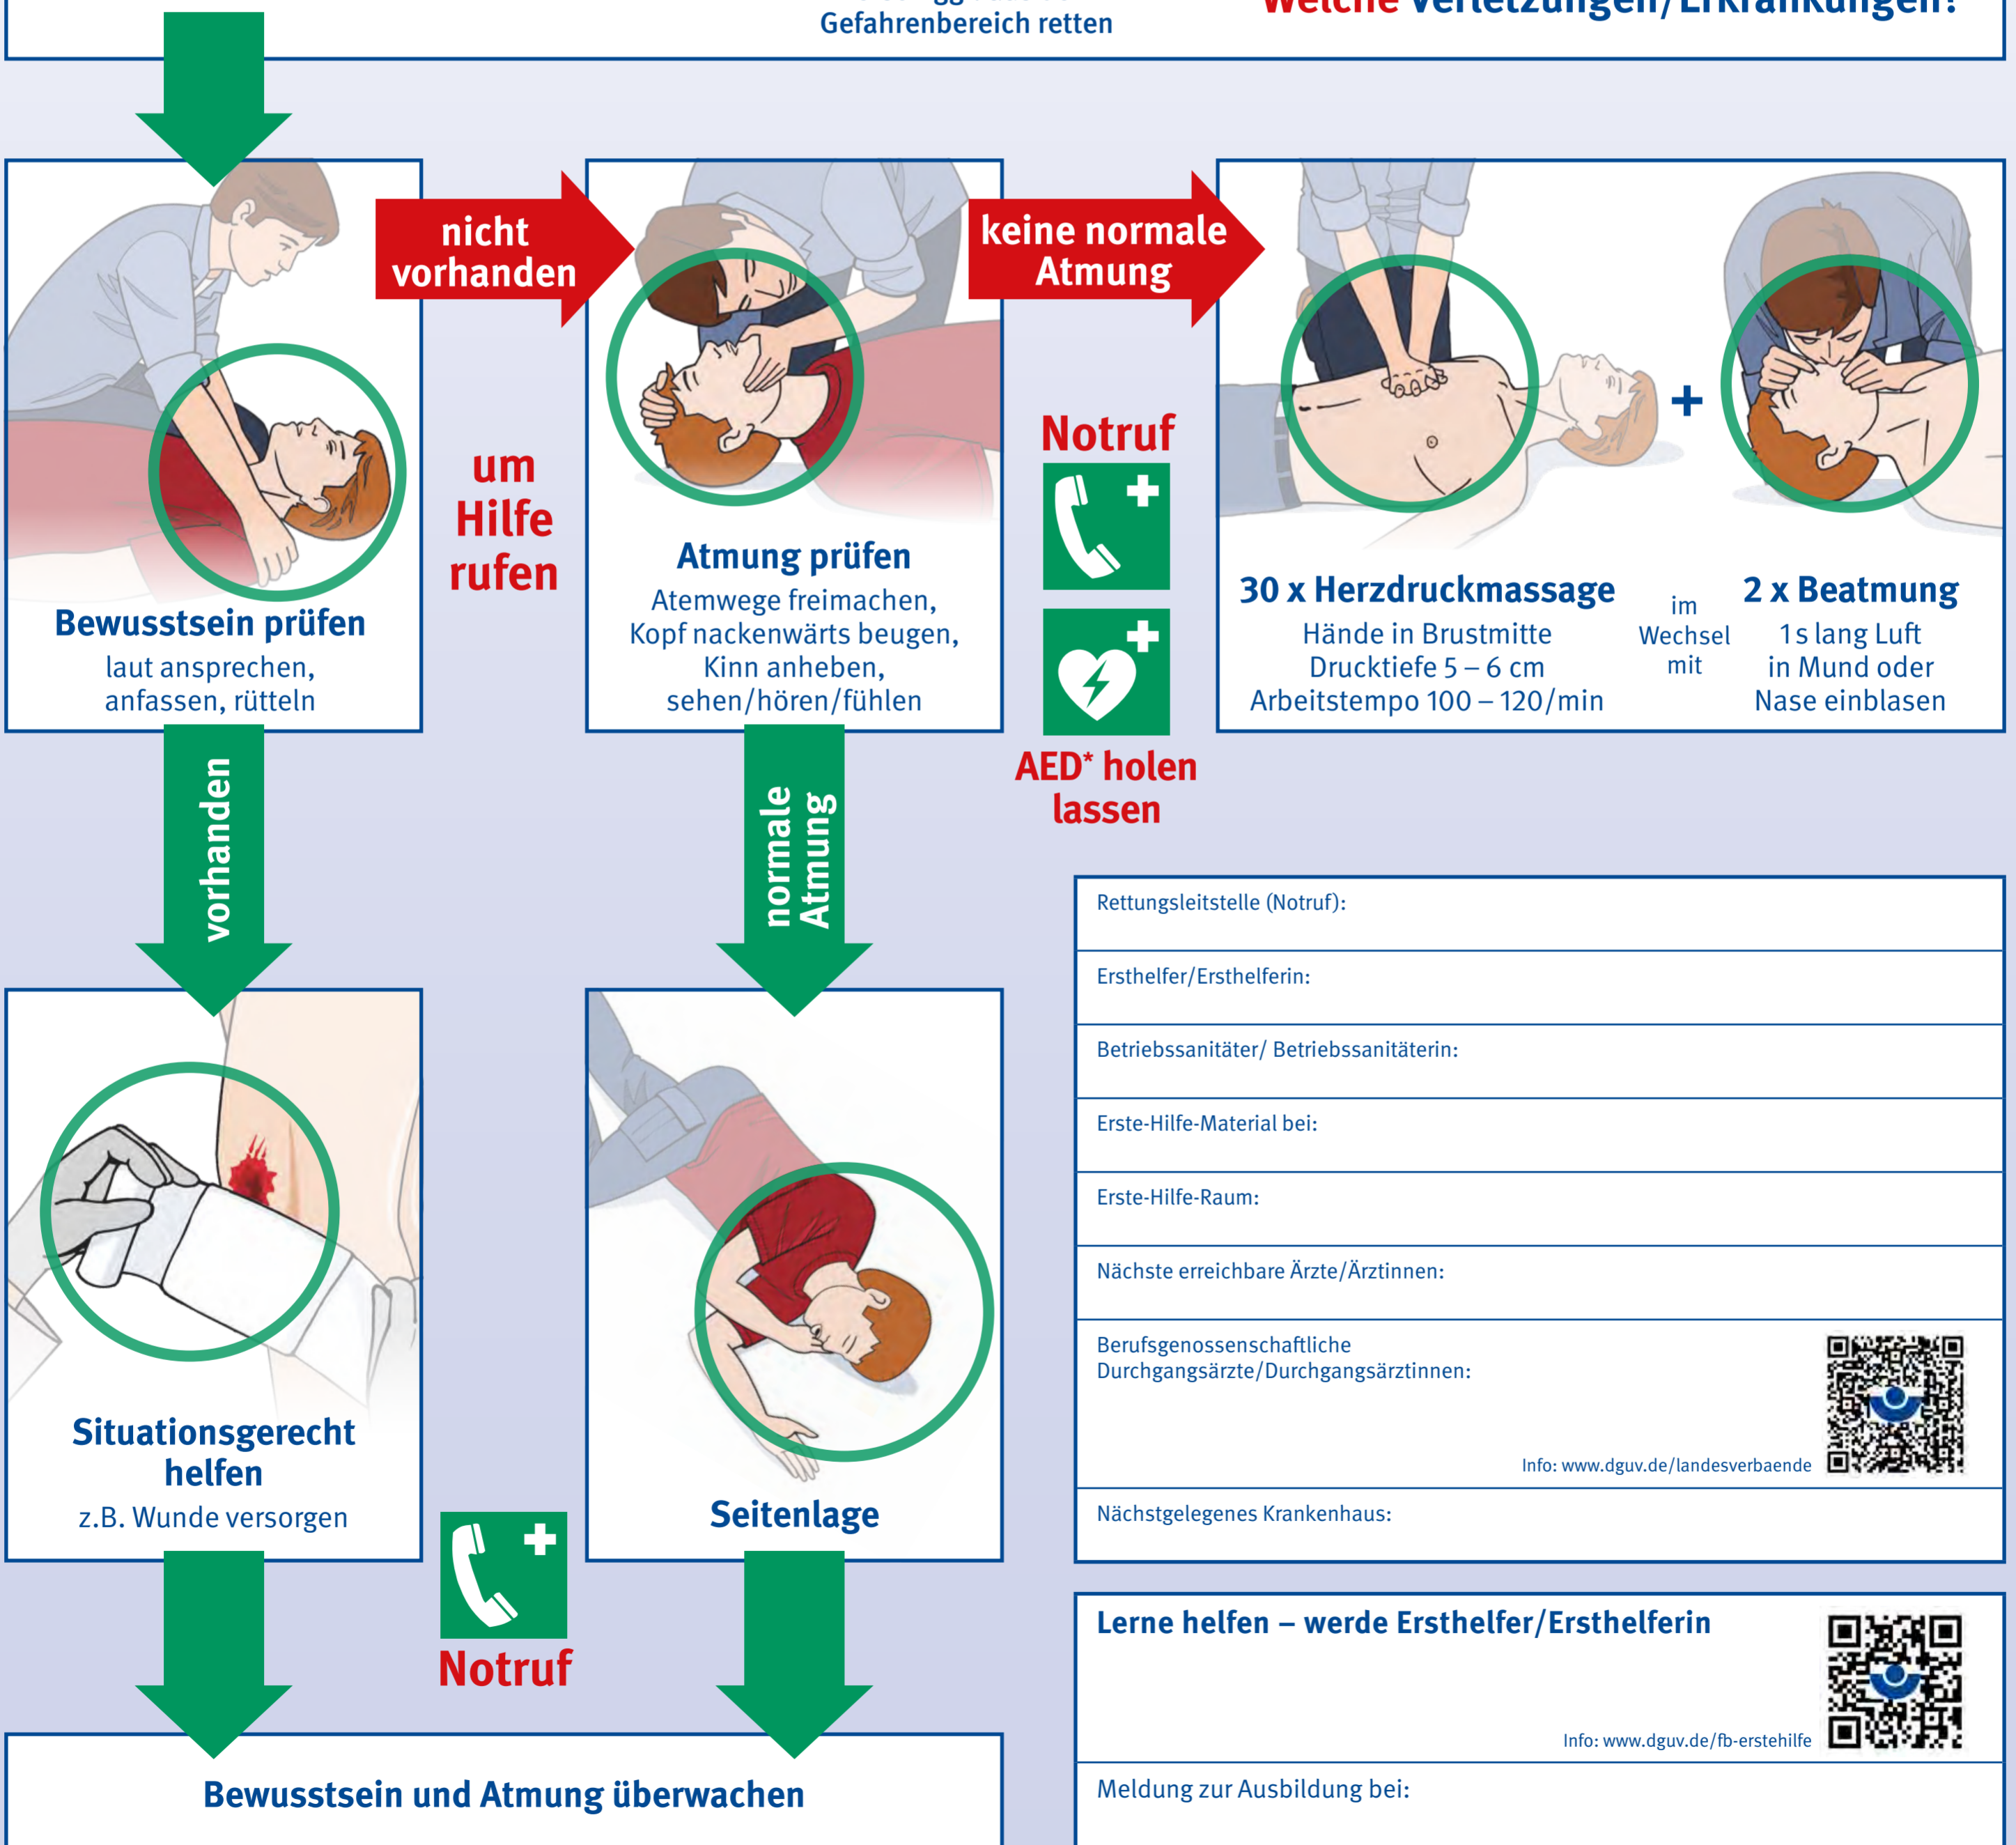 Gefahrenbereich retten
Welche Verletzungen/Erkrankungen?
nicht
vorhanden
keine normale
Atmung
um
Hilfe
rufen
Notruf
AED* holen
lassen
Bewusstsein prüfen
laut ansprechen,
anfassen, rütteln
Atmung prüfen
Atemwege freimachen,
Kopf nackenwärts beugen,
Kinn anheben,
sehen/hören/fühlen
30 x Herzdruckmassage
Hände in Brustmitte
Drucktiefe 5 – 6 cm
Arbeitstempo 100 – 120/min
+
im
Wechsel
mit
2 x Beatmung
1 s lang Luft
in Mund oder
Nase einblasen
vorhanden
normale
Atmung
Situationsgerecht
helfen
z.B. Wunde versorgen
Seitenlage
Notruf
Bewusstsein und Atmung überwachen
Rettungsleitstelle (Notruf):
Ersthelfer/Ersthelferin:
Betriebssanitäter/ Betriebssanitäterin:
Erste-Hilfe-Material bei:
Erste-Hilfe-Raum:
Nächste erreichbare Ärzte/Ärztinnen:
Berufsgenossenschaftliche
Durchgangsärzte/Durchgangsärztinnen:
Info: www.dguv.de/landesverbaende
Nächstgelegenes Krankenhaus:
Lerne helfen – werde Ersthelfer/Ersthelferin
Info: www.dguv.de/fb-erstehilfe
Meldung zur Ausbildung bei: